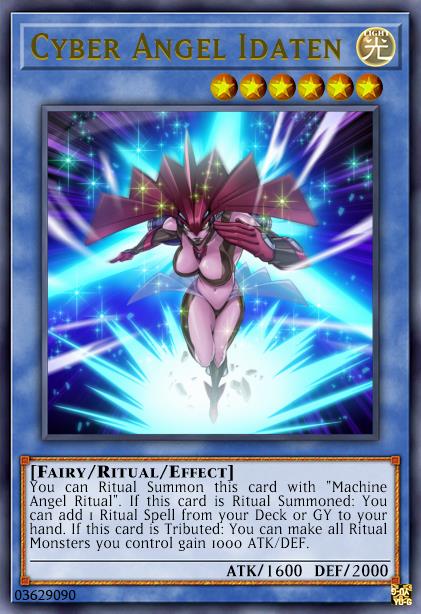 Cyber Angel Idaten
LIGHT
光
[Fairy/Ritual/Effect]
You can Ritual Summon this card with "Machine
Angel Ritual". If this card is Ritual Summoned: You
can add 1 Ritual Spell from your Deck or GY to your
hand. If this card is Tributed: You can make all Ritual
Monsters you control gain 1000 ATK/DEF.
ATK/1600 DEF/2000
03629090